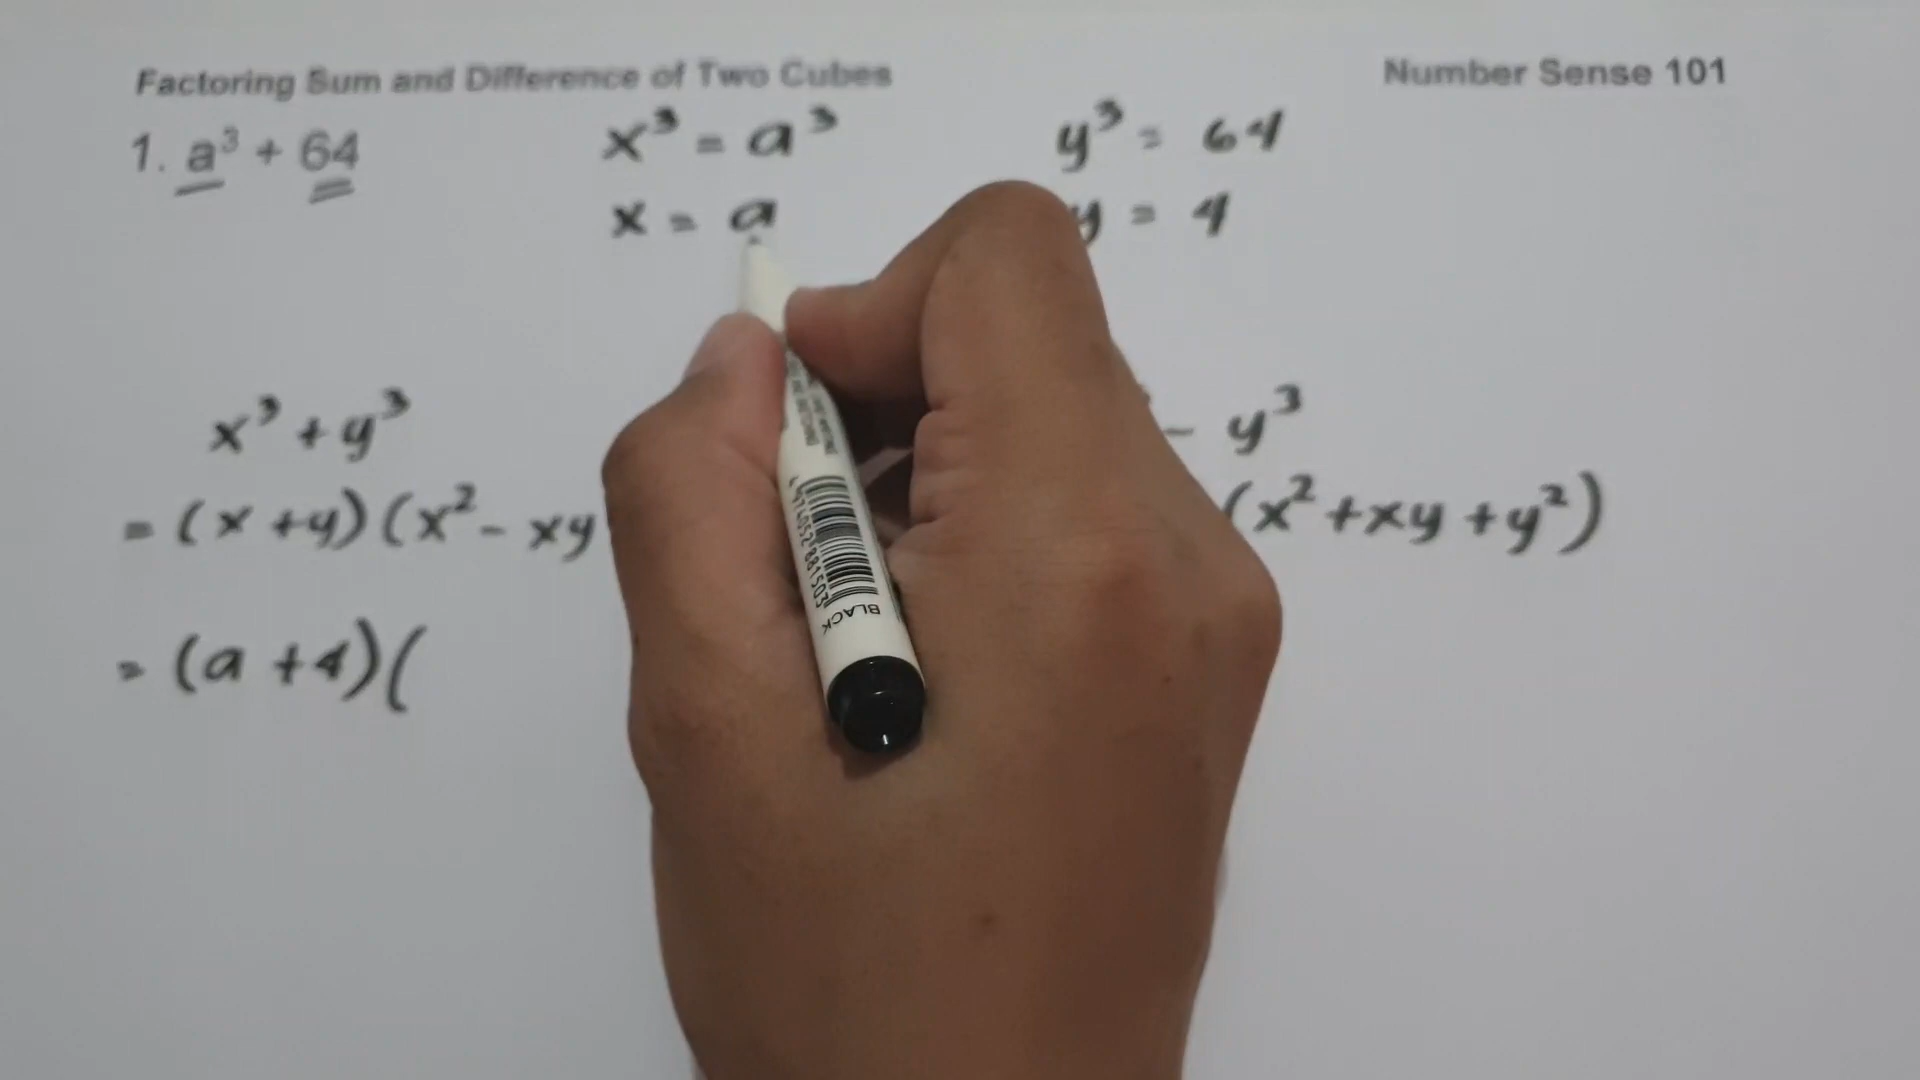 Factoring Sum and Difference of Two Cubes
Number Sense 101
1. a³ + 64
x³ = a³
y³ = 64
x = a
y = 4
x³ + y³
- y³
= (x + y) (x² - xy
(x² + xy + y²)
= (a + 4) (
4974052881503
BLACK